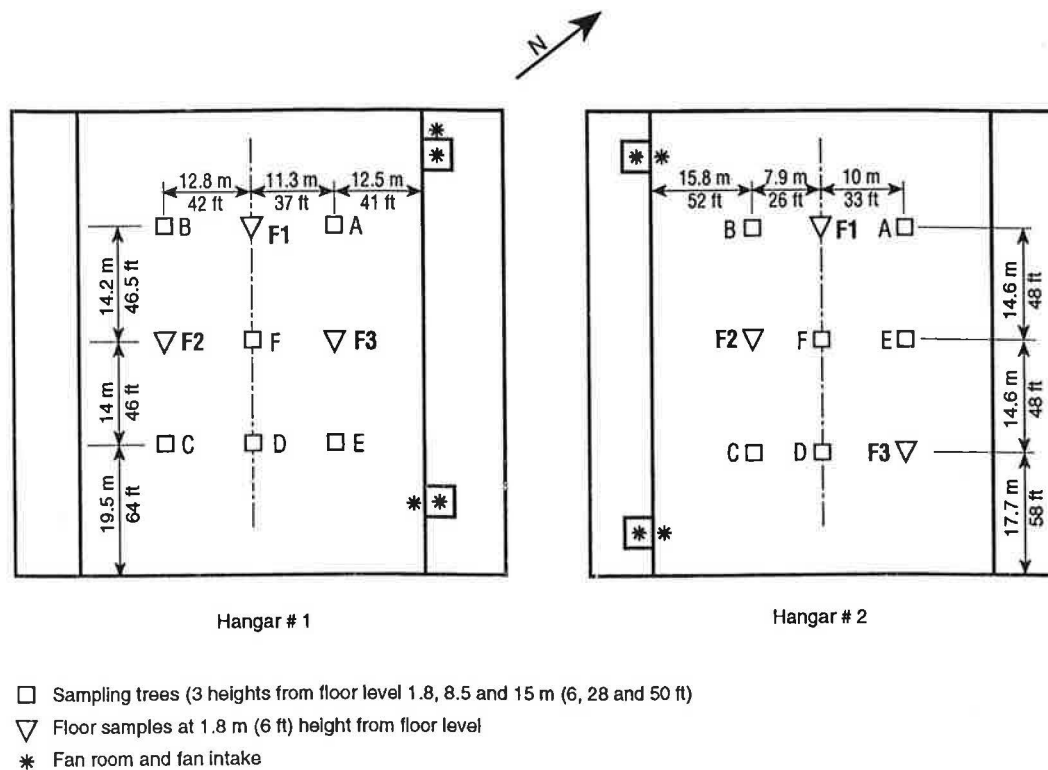 N
12.8 m 11.3 m 12.5 m
42 ft 37 ft 41 ft
B F1 A
14.2 m
46.5 ft
F2 F F3
14 m
46 ft
C D E
19.5 m
64 ft
Hangar # 1
15.8 m 7.9 m 10 m
52 ft 26 ft 33 ft
B F1 A
14.6 m
48 ft
F2 F E
14.6 m
48 ft
C D F3
17.7 m
58 ft
Hangar # 2
Sampling trees (3 heights from floor level 1.8, 8.5 and 15 m (6, 28 and 50 ft)
Floor samples at 1.8 m (6 ft) height from floor level
Fan room and fan intake